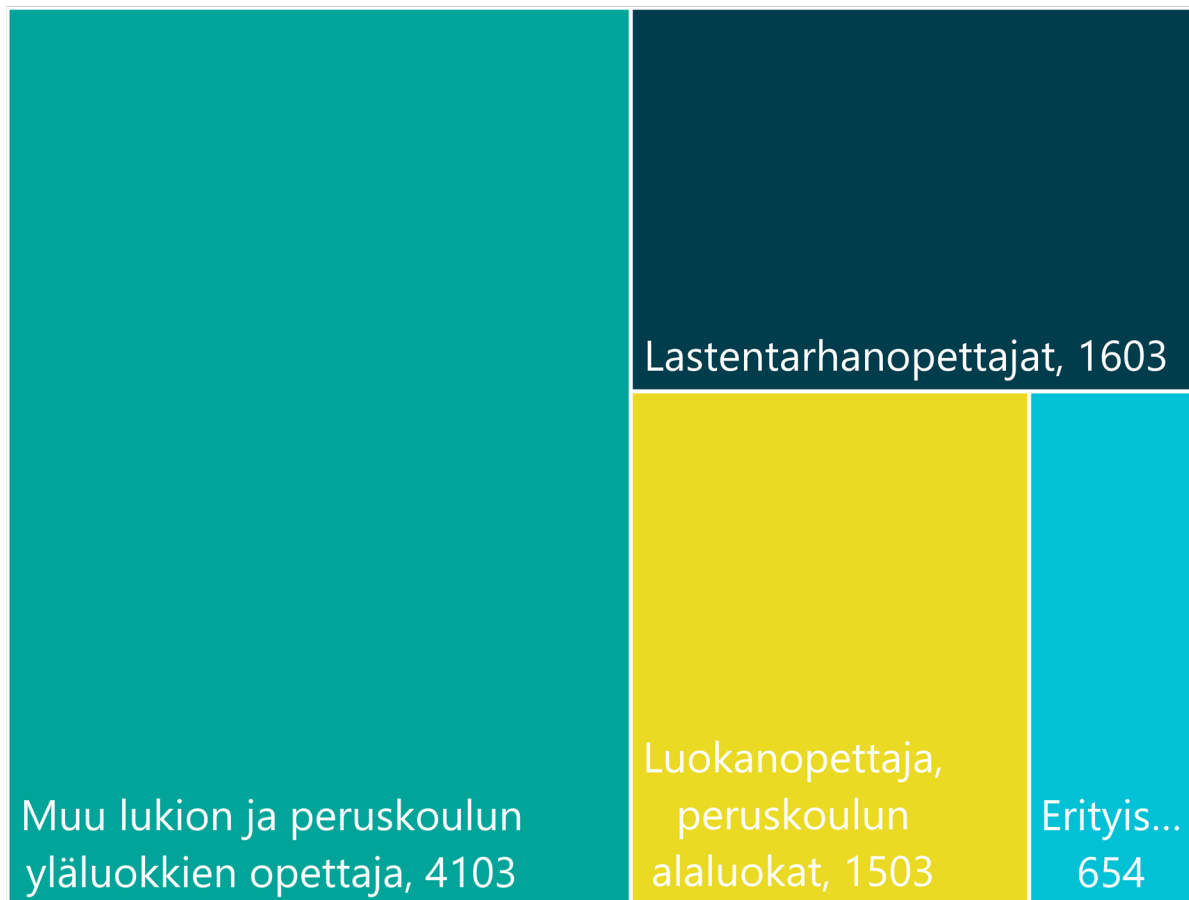 Muu lukion ja peruskoulun
yläluokkien opettaja, 4103
Lastentarhanopettajat, 1603
Luokanopettaja,
peruskoulun
alaluokat, 1503
Erityis...
654